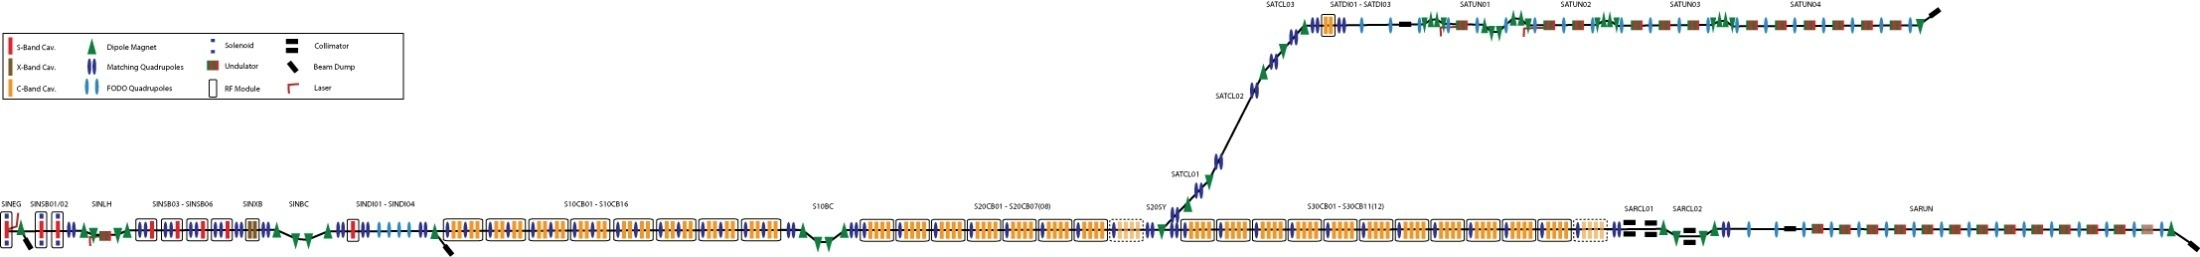 SATCL03 SATDI01 - SATDI03 SATUN01 SATUN02 SATUN03 SATUN04
S-Band Cav. Dipole Magnet Solenoid Collimator
X-Band Cav. Matching Quadrupoles Undulator Beam Dump
C-Band Cav. FODO Quadrupoles RF Module Laser
SATCL02
SATCL01
SINEG SINSB01/02 SINLH SINSB03 - SINSB06 SINXB SINBC SINDI01 - SINDI04 S10CB01 - S10CB16 S10BC S20CB01 - S20CB07(08) S20SY S30CB01 - S30CB11(12) SARCL01 SARCL02 SARUN